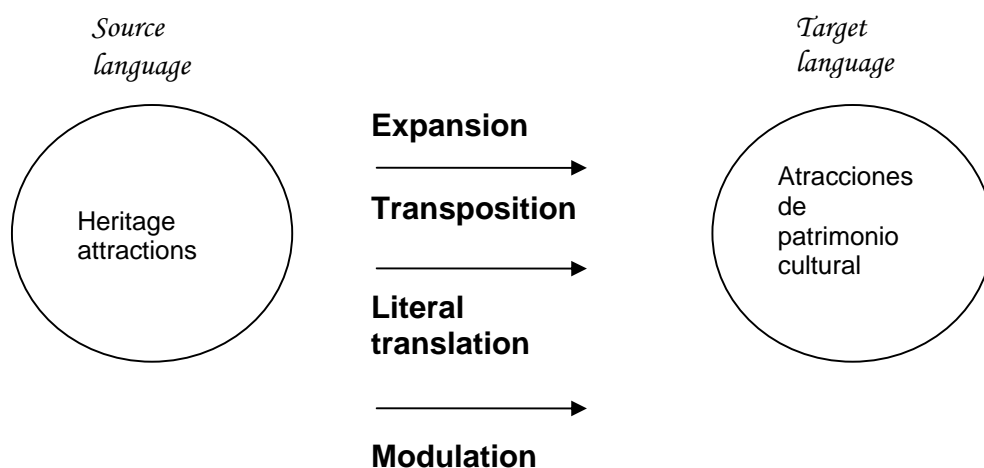 Source
language
Target
language
Expansion
Transposition
Literal
translation
Modulation
Heritage
attractions
Atracciones
de
patrimonio
cultural